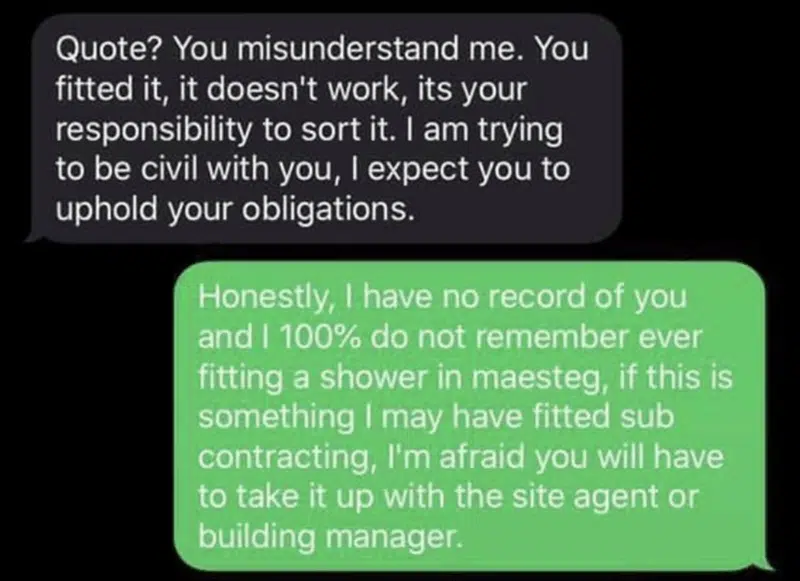 Quote? You misunderstand me. You
fitted it, it doesn't work, its your
responsibility to sort it. I am trying
to be civil with you, I expect you to
uphold your obligations.
Honestly, I have no record of you
and I 100% do not remember ever
fitting a shower in maesteg, if this is
something I may have fitted sub
contracting, I'm afraid you will have
to take it up with the site agent or
building manager.